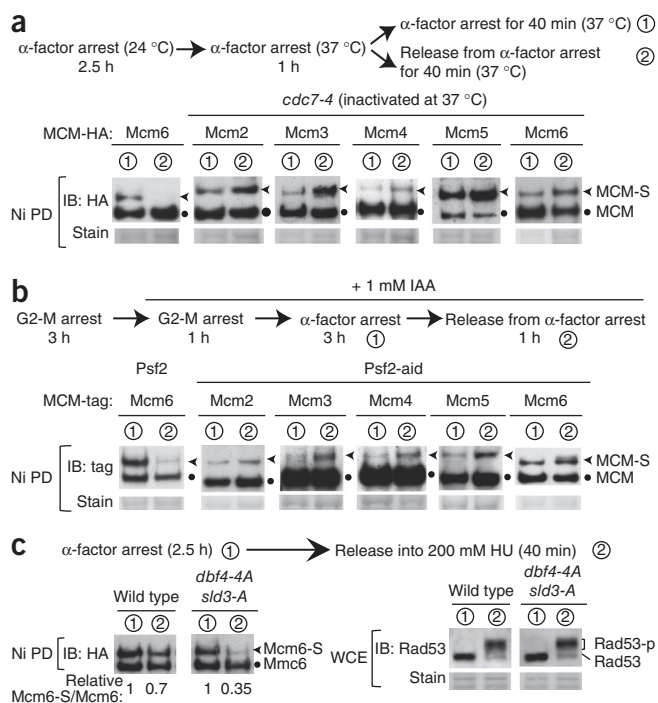 a
α-factor arrest (24 °C)
2.5 h
α-factor arrest (37 °C)
1 h
α-factor arrest for 40 min (37 °C) ①
Release from α-factor arrest
for 40 min (37 °C) ②
cdc7-4 (inactivated at 37 °C)
MCM-HA: Mcm6 Mcm2 Mcm3 Mcm4 Mcm5 Mcm6
① ② ① ② ① ② ① ② ① ② ① ②
Ni PD
IB: HA
MCM-S
MCM
Stain
b
+ 1 mM IAA
G2-M arrest
3 h
G2-M arrest
1 h
α-factor arrest
3 h ①
Release from α-factor arrest
1 h ②
Psf2 Psf2-aid
MCM-tag: Mcm6 Mcm2 Mcm3 Mcm4 Mcm5 Mcm6
① ② ① ② ① ② ① ② ① ② ① ②
Ni PD
IB: tag
MCM-S
MCM
Stain
c
α-factor arrest (2.5 h) ① Release into 200 mM HU (40 min) ②
Wild type
dbf4-4A
sld3-A
① ② ① ②
Ni PD
IB: HA
Mcm6-S
Mmc6
Relative
Mcm6-S/Mcm6: 1 0.7 1 0.35
Wild type
dbf4-4A
sld3-A
① ② ① ②
WCE
IB: Rad53
Rad53-p
Rad53
Stain